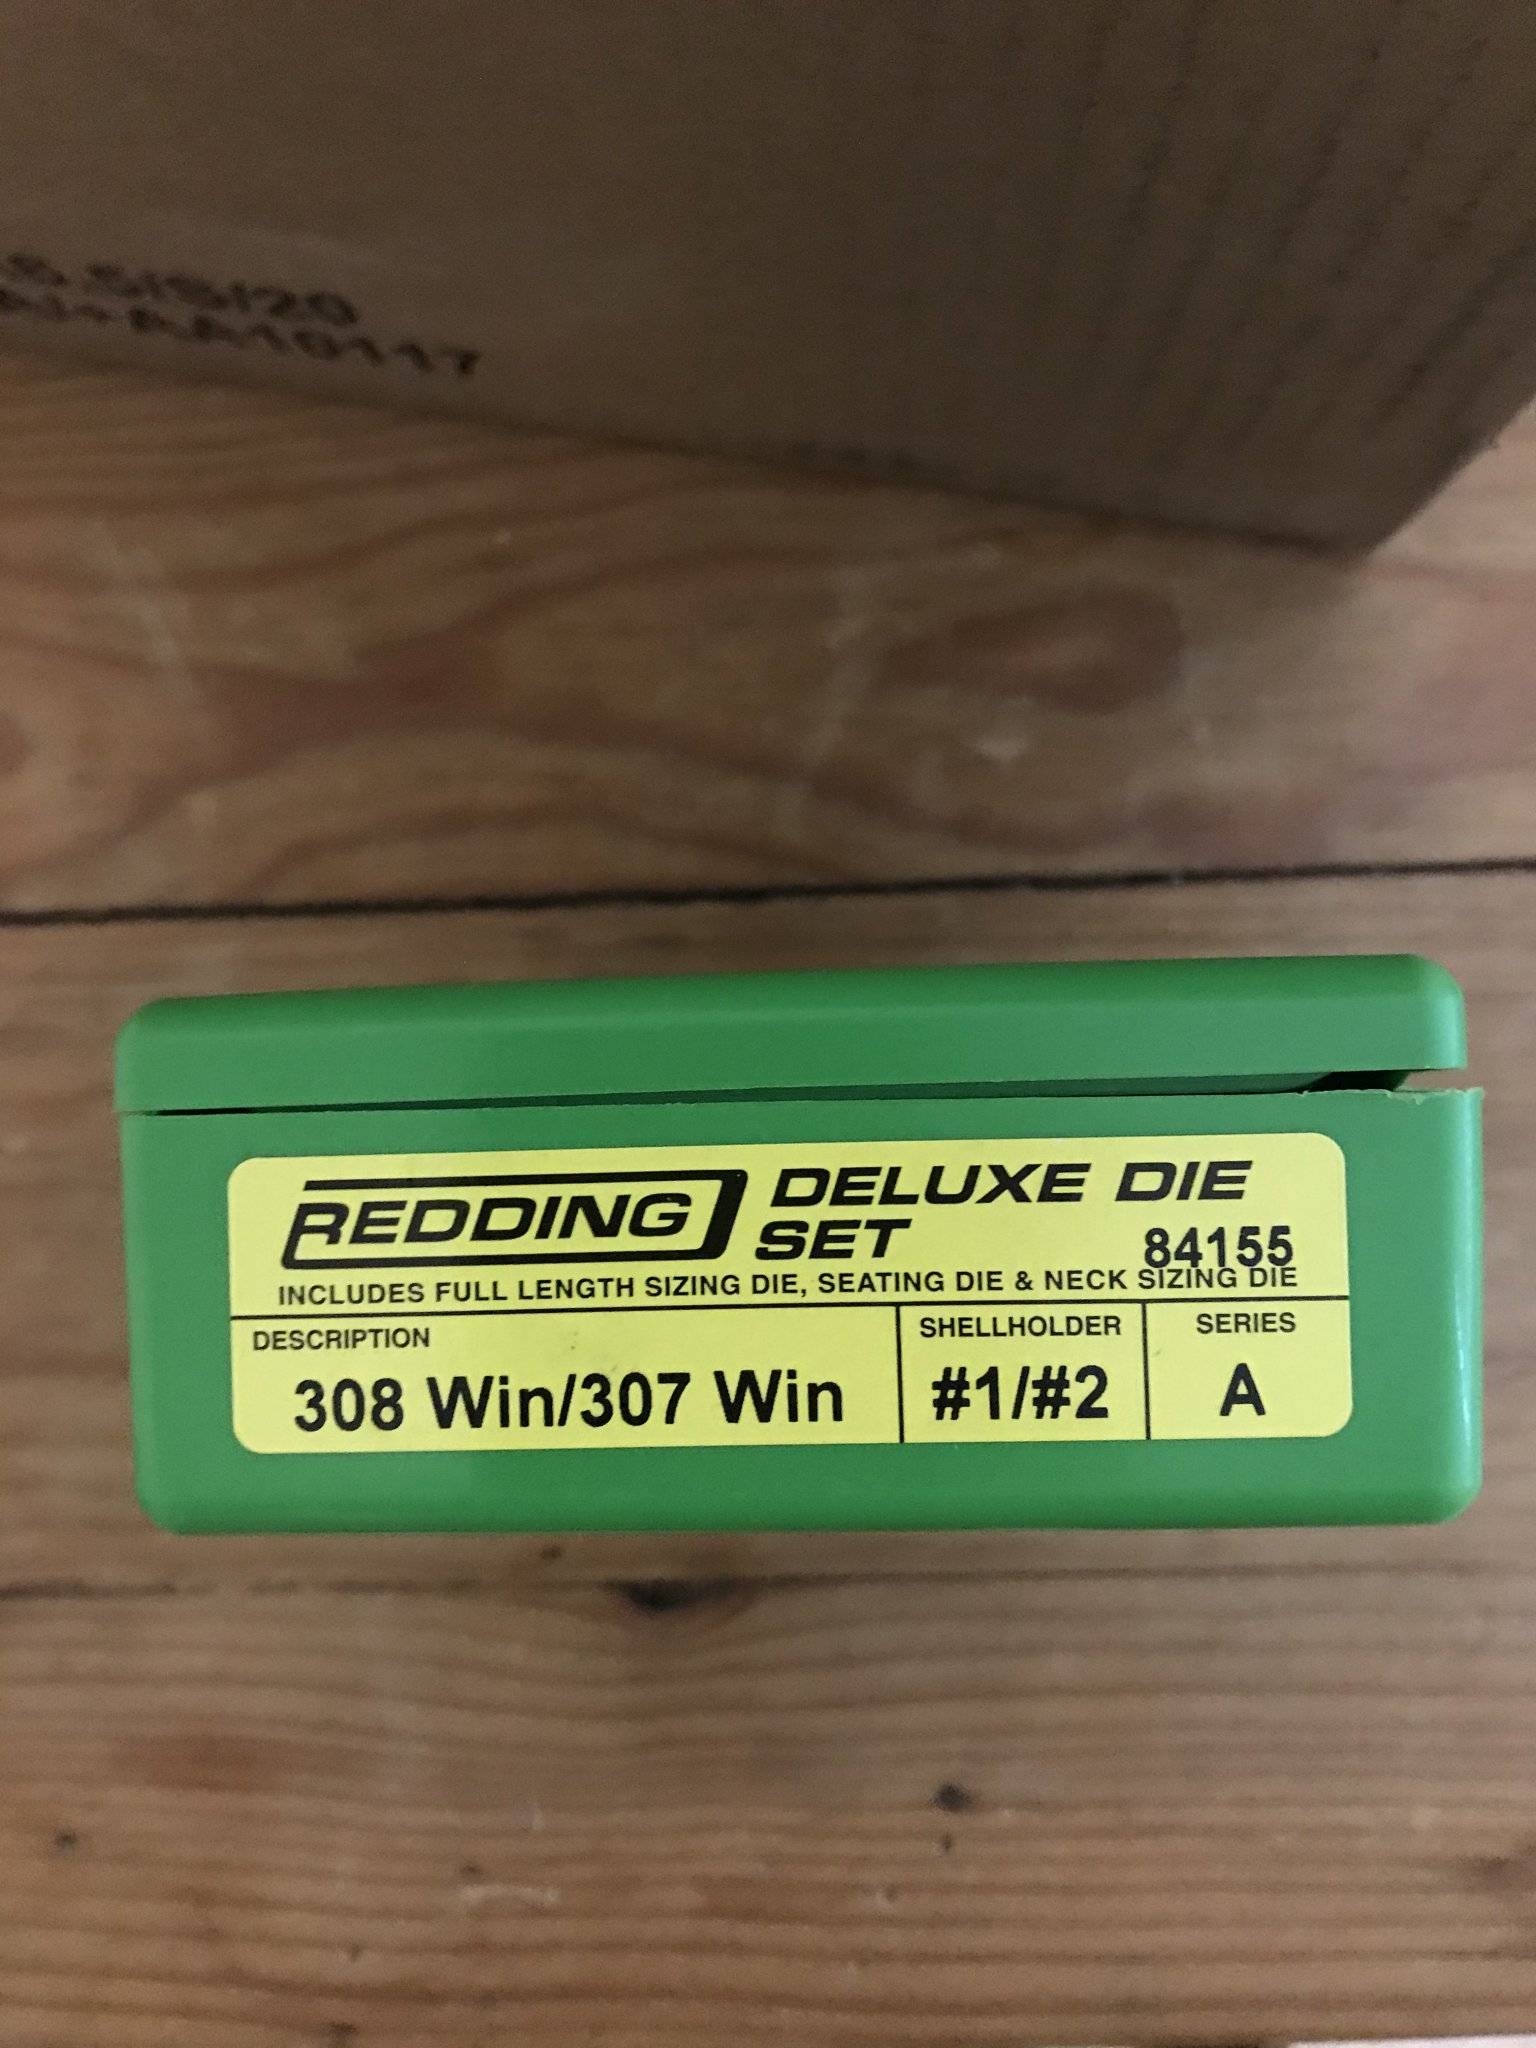 REDDING DELUXE DIE
SET 84155
INCLUDES FULL LENGTH SIZING DIE, SEATING DIE & NECK SIZING DIE
DESCRIPTION SHELLHOLDER SERIES
308 Win/307 Win #1/#2 A